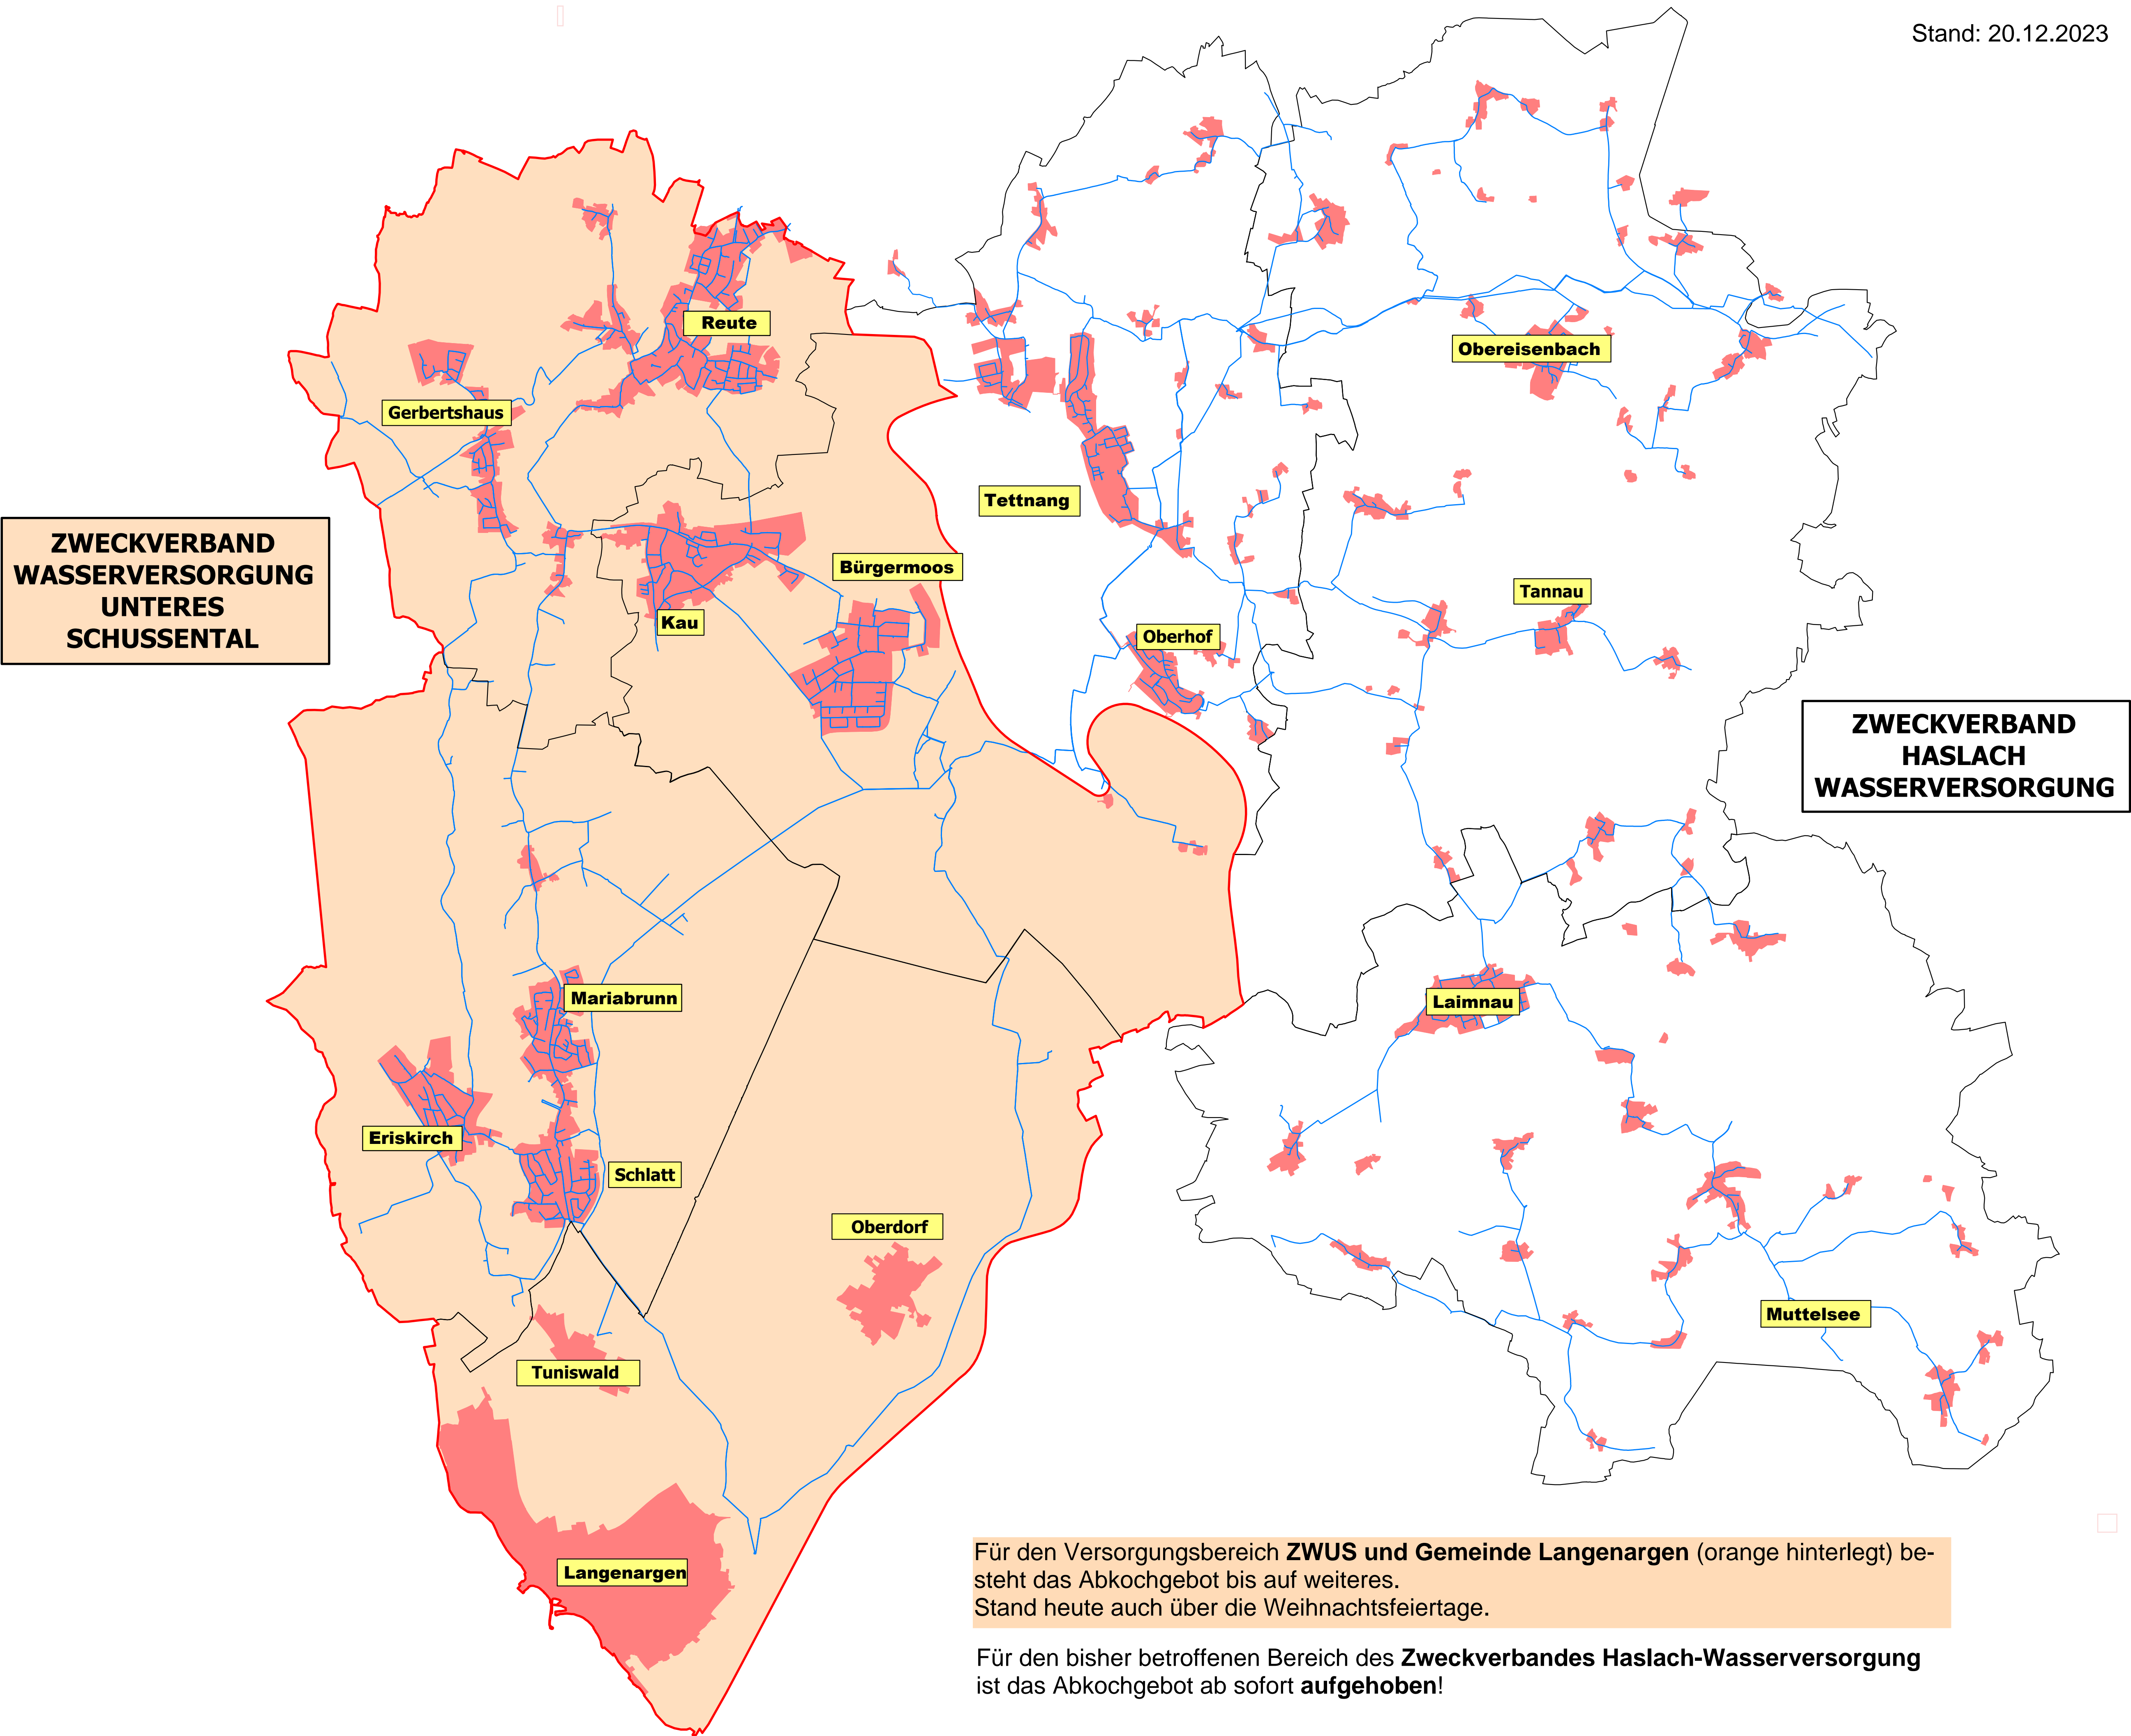 Stand: 20.12.2023
Reute
Obereisenbach
Gerbertshaus
Tettnang
ZWECKVERBAND
WASSERVERSORGUNG
UNTERES
SCHUSSENTAL
Bürgermoos
Tannau
Kau
Oberhof
ZWECKVERBAND
HASLACH
WASSERVERSORGUNG
Mariabrunn
Laimnau
Eriskirch
Schlatt
Oberdorf
Muttelsee
Tuniswald
Langenargen
Für den Versorgungsbereich ZWUS und Gemeinde Langenargen (orange hinterlegt) be-
steht das Abkochgebot bis auf weiteres.
Stand heute auch über die Weihnachtsfeiertage.
Für den bisher betroffenen Bereich des Zweckverbandes Haslach-Wasserversorgung
ist das Abkochgebot ab sofort aufgehoben!